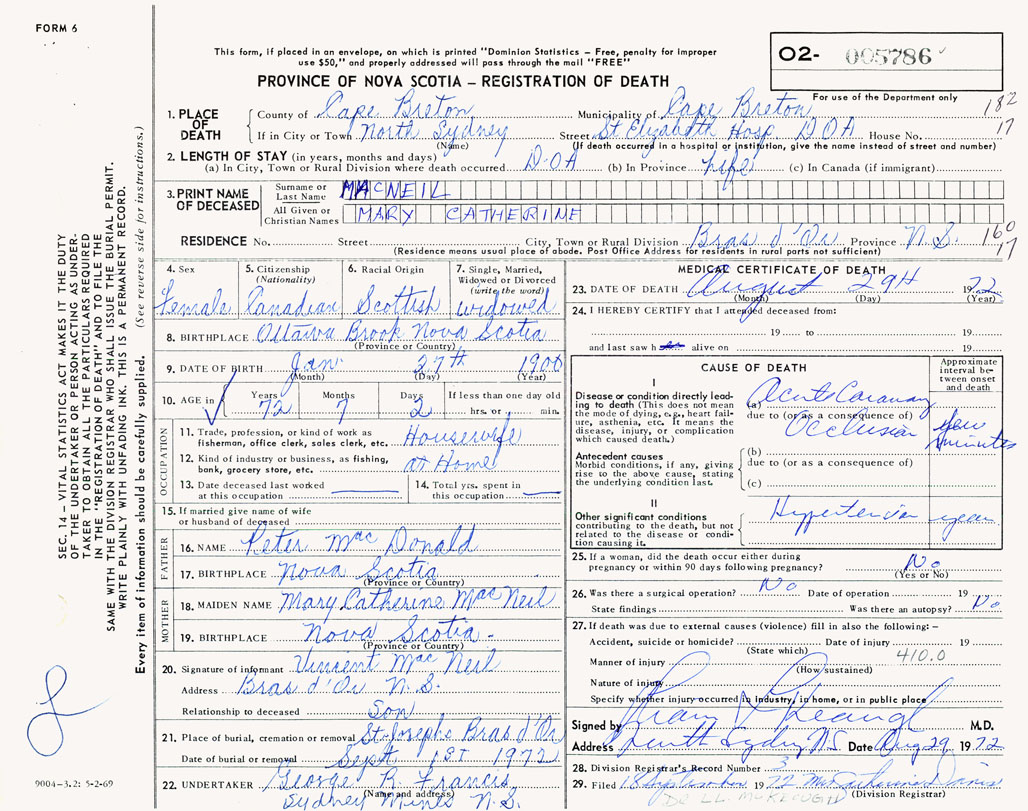 FORM 6
This form, if placed in an envelope, on which is printed "Dominion Statistics – Free, penalty for improper
use $50," and properly addressed will pass through the mail "FREE"
PROVINCE OF NOVA SCOTIA – REGISTRATION OF DEATH
O2- 005786
For use of the Department only
182
17
1. PLACE OF DEATH
County of Cape Breton Municipality of Cape Breton
If in City or Town North Sydney Street St Elizabeth Hosp. DOA House No.
(Name) (If death occurred in a hospital or institution, give the name instead of street and number)
2. LENGTH OF STAY (in years, months and days)
(a) In City, Town or Rural Division where death occurred D.O.A (b) In Province Life (c) In Canada (if immigrant)
3. PRINT NAME OF DECEASED
Surname or Last Name MACNEIL
All Given or Christian Names MARY CATHERINE
RESIDENCE No. Street City, Town or Rural Division Bras d'Or Province N.S.
160
17
(Residence means usual place of abode. Post Office Address for residents in rural parts not sufficient)
4. Sex
Female
5. Citizenship
(Nationality)
Canadian
6. Racial Origin
Scottish
7. Single, Married,
Widowed or Divorced
(write the word)
widowed
8. BIRTHPLACE Ottawa Brook Nova Scotia
(Province or Country)
9. DATE OF BIRTH Jan 27th 1900
(Month) (Day) (Year)
10. AGE in Years Months Days If less than one day old
72 7 2 hrs. or min.
OCCUPATION
11. Trade, profession, or kind of work as
fisherman, office clerk, sales clerk, etc. Housewife
12. Kind of industry or business, as fishing,
bank, grocery store, etc. at Home
13. Date deceased last worked
at this occupation
14. Total yrs. spent in
this occupation
15. If married give name of wife
or husband of deceased
FATHER
16. NAME Peter Mac Donald
17. BIRTHPLACE Nova Scotia
(Province or Country)
MOTHER
18. MAIDEN NAME Mary Catherine Mac Neil
19. BIRTHPLACE Nova Scotia
(Province or Country)
20. Signature of informant Vincent Mac Neil
Address Bras d'Or N.S.
Relationship to deceased Son
21. Place of burial, cremation or removal St. Josephs Bras d'Or
Date of burial or removal Sept 1st 1972
22. UNDERTAKER George R. Francis
(Name and address)
Sydney Mines N.S.
MEDICAL CERTIFICATE OF DEATH
23. DATE OF DEATH August 29th 1972
(Month) (Day) (Year)
24. I HEREBY CERTIFY that I attended deceased from:
19 to 19
and last saw h alive on 19
CAUSE OF DEATH
Approximate
interval be-
tween onset
and death
I
Disease or condition directly lead-
ing to death (This does not mean
the mode of dying, e.g., heart fail-
ure, asthenia, etc. It means the
disease, injury, or complication
which caused death.)
(a) Acute Coronary
due to (or as a consequence of)
Occlusion few minutes
Antecedent causes
Morbid conditions, if any, giving
rise to the above cause, stating
the underlying condition last.
(b)
due to (or as a consequence of)
(c)
II
Other significant conditions
contributing to the death, but not
related to the disease or condi-
tion causing it.
Hypertension years
25. If a woman, did the death occur either during
pregnancy or within 90 days following pregnancy? No
(Yes or No)
26. Was there a surgical operation? No Date of operation 19
State findings Was there an autopsy? No
27. If death was due to external causes (violence) fill in also the following: –
Accident, suicide or homicide? Date of injury 19
(State which)
410.0
Manner of injury
(How sustained)
Nature of injury
Specify whether injury occurred in industry, in home, or in public place
Signed by M.D.
Address North Sydney N.S. Date Aug 29 1972
28. Division Registrar's Record Number 3
29. Filed 18 September 1972
(Division Registrar)
9004-3.2: 5-2-69
SEC. 14 – VITAL STATISTICS ACT MAKES IT THE DUTY
OF THE UNDERTAKER OR PERSON ACTING AS UNDER-
TAKER TO OBTAIN ALL THE PARTICULARS REQUIRED
IN THE "REGISTRATION OF DEATH" AND TO FILE THE
SAME WITH THE DIVISION REGISTRAR WHO SHALL ISSUE THE BURIAL PERMIT.
WRITE PLAINLY WITH UNFADING INK. THIS IS A PERMANENT RECORD.
Every item of information should be carefully supplied. (See reverse side for instructions.)